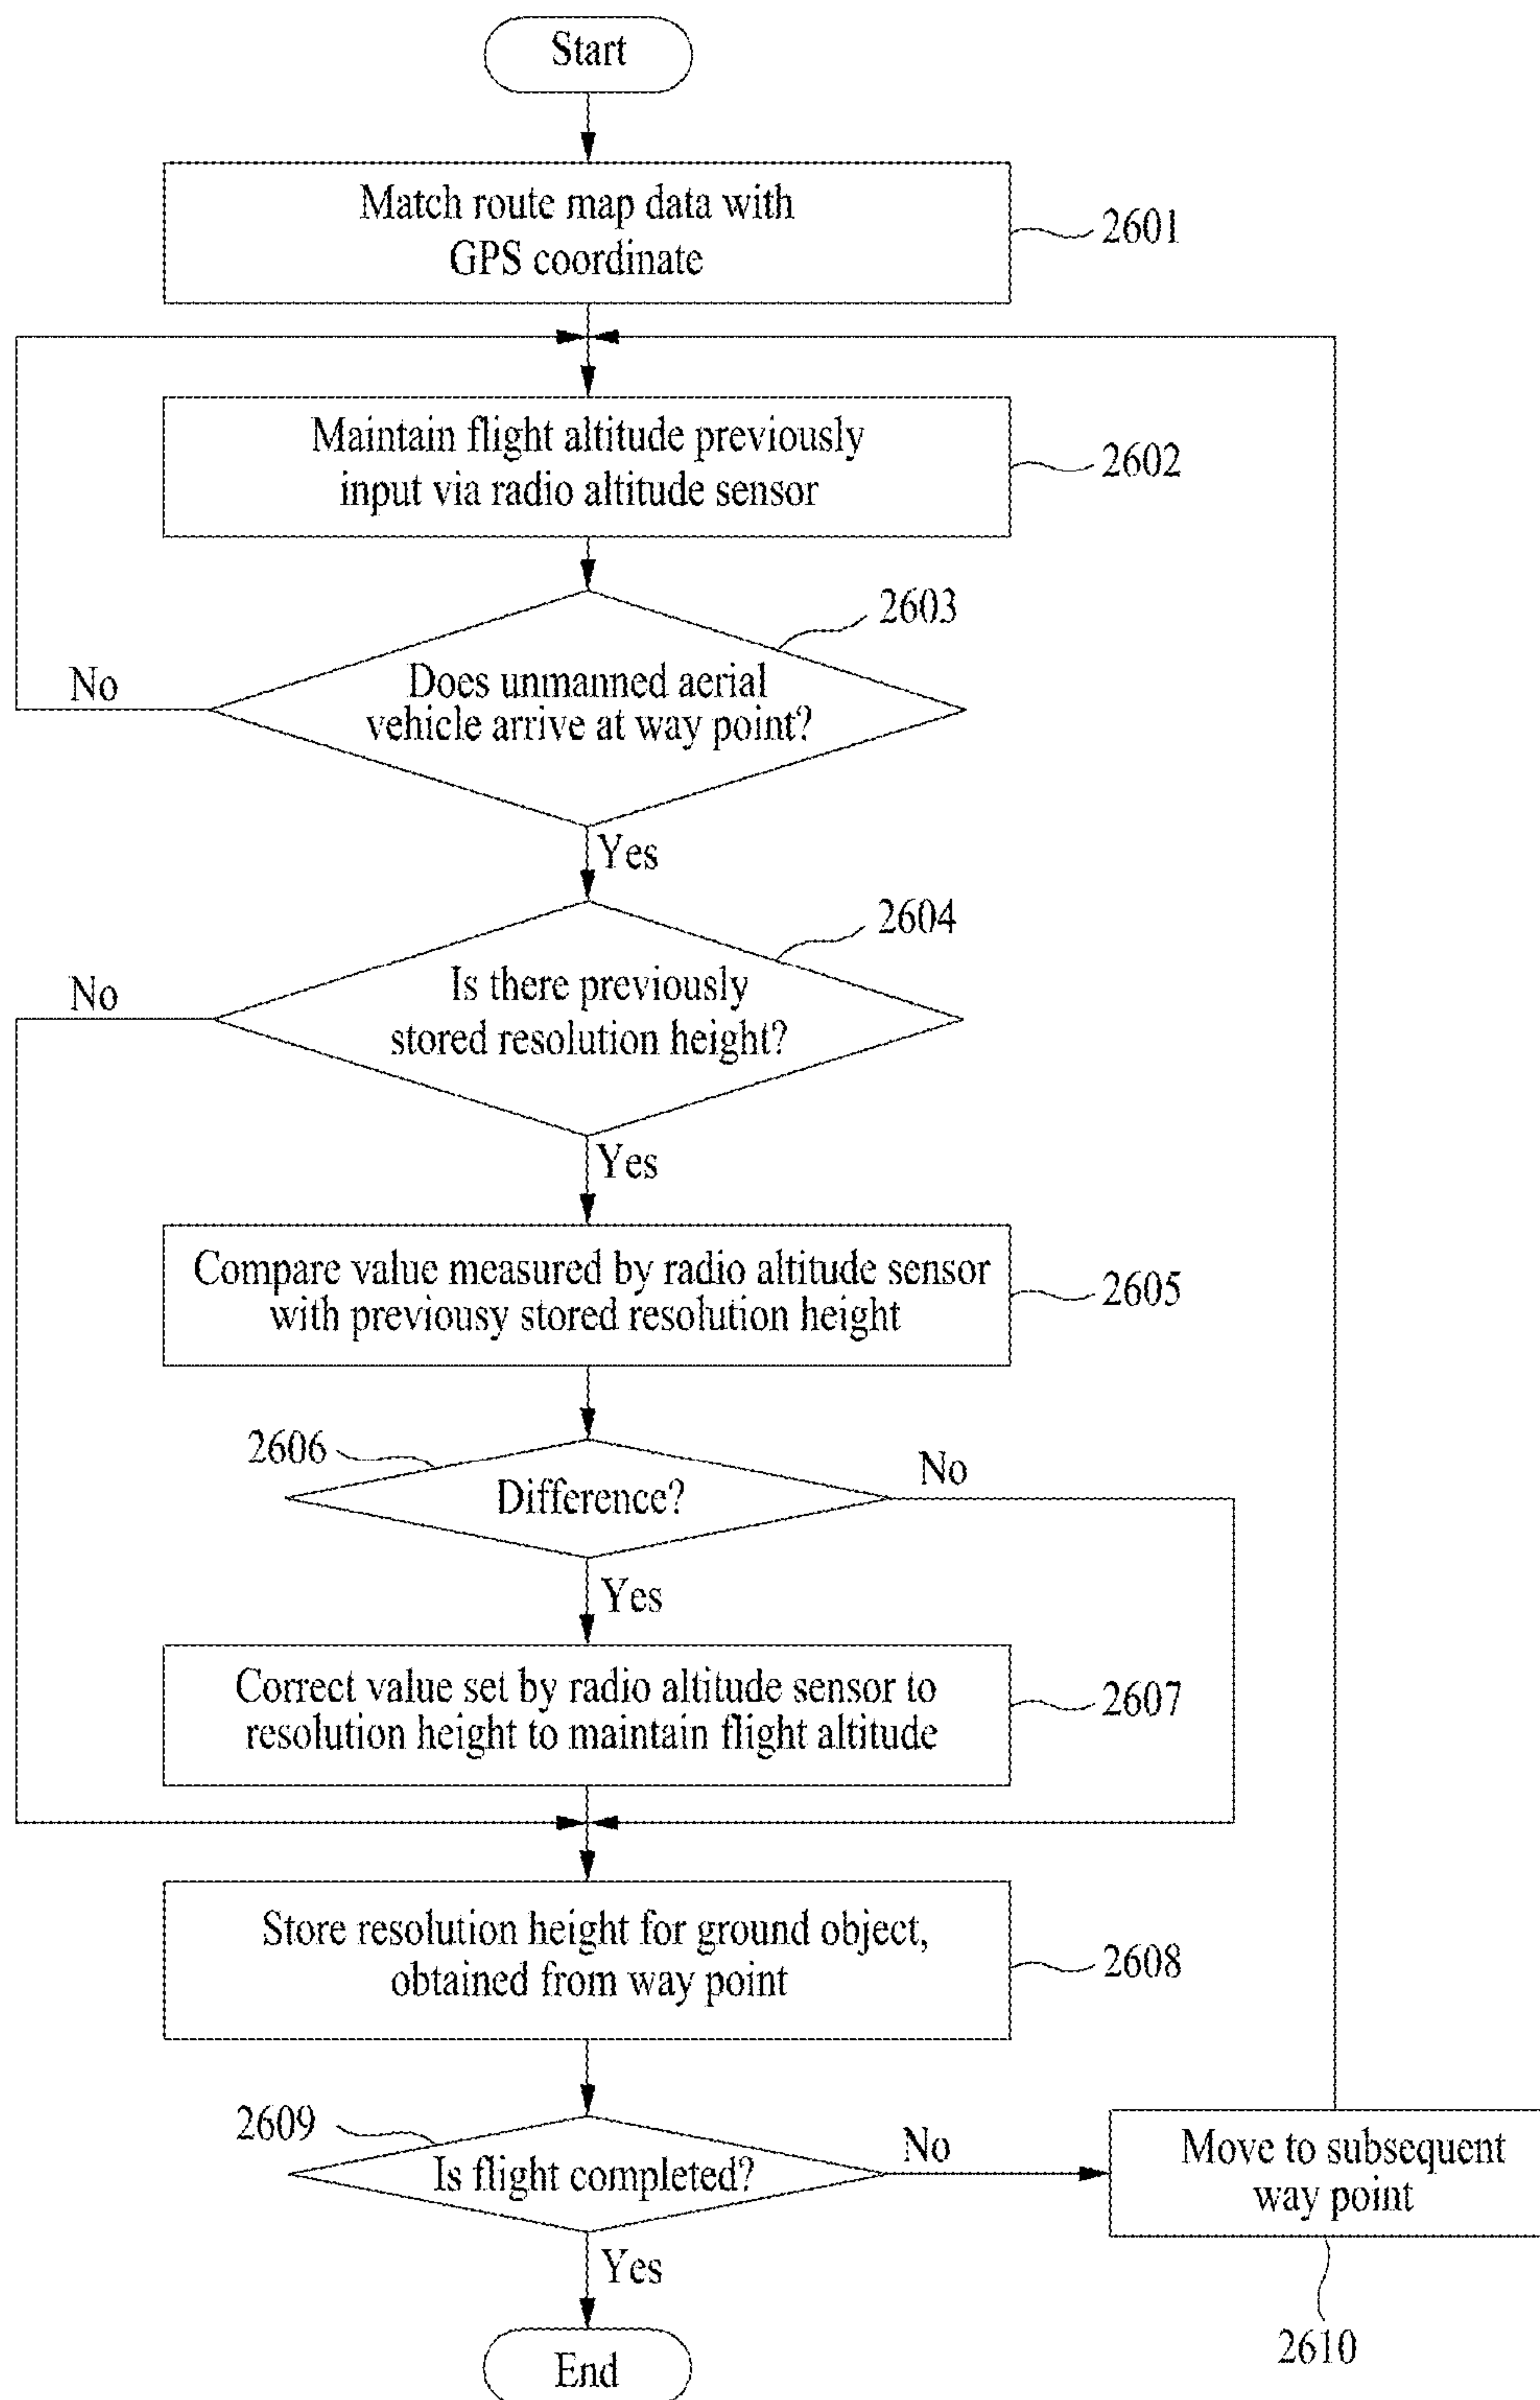 Start
Match route map data with
GPS coordinate
2601
Maintain flight altitude previously
input via radio altitude sensor
2602
2603
Does unmanned aerial
vehicle arrive at way point?
No
Yes
2604
Is there previously
stored resolution height?
No
Yes
Compare value measured by radio altitude sensor
with previousy stored resolution height
2605
2606
Difference?
No
Yes
Correct value set by radio altitude sensor to
resolution height to maintain flight altitude
2607
Store resolution height for ground object,
obtained from way point
2608
2609
Is flight completed?
No
Move to subsequent
way point
2610
Yes
End